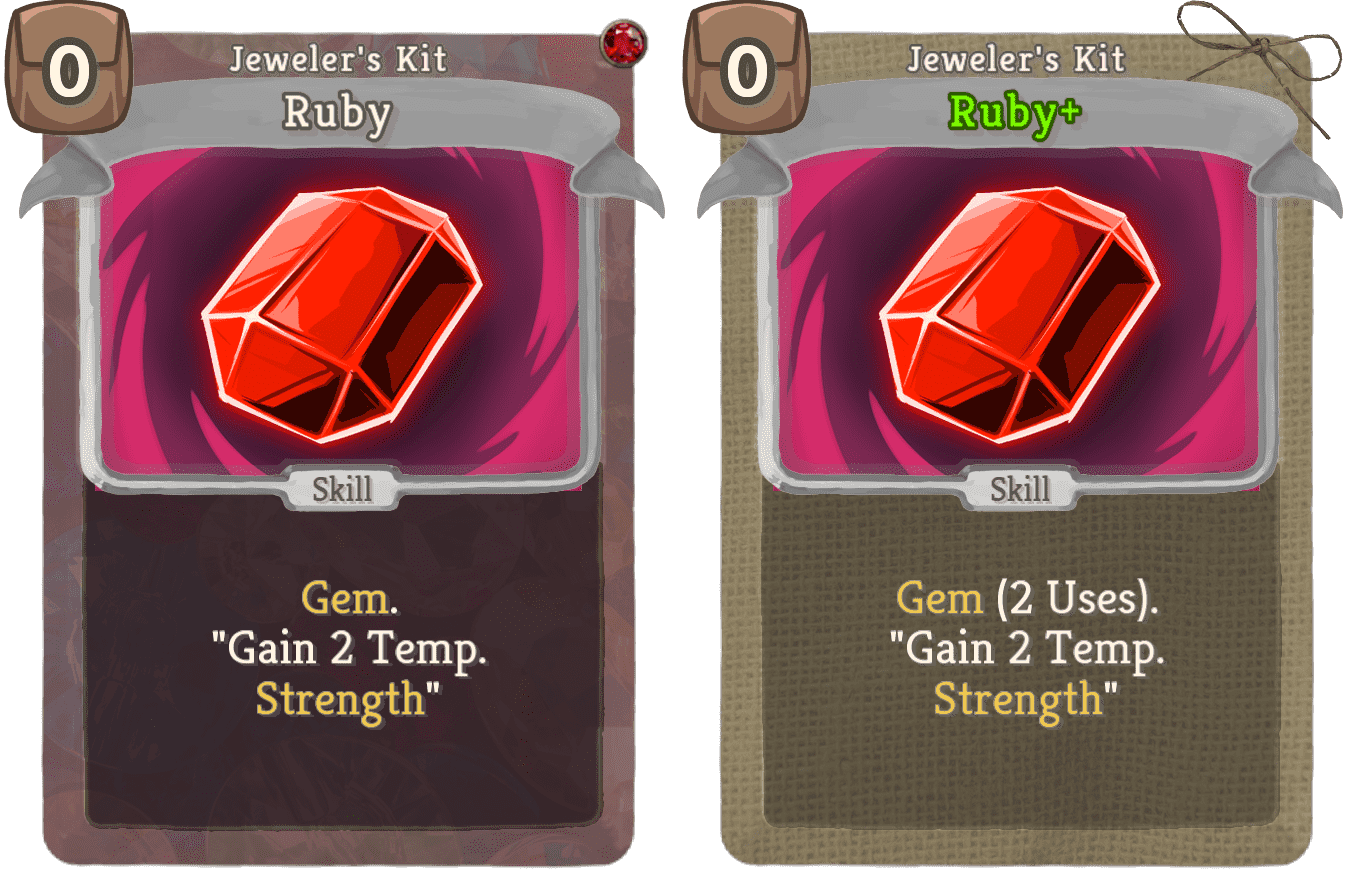 0
Jeweler's Kit
Ruby
Skill
Gem.
"Gain 2 Temp.
Strength"
0
Jeweler's Kit
Ruby+
Skill
Gem (2 Uses).
"Gain 2 Temp.
Strength"